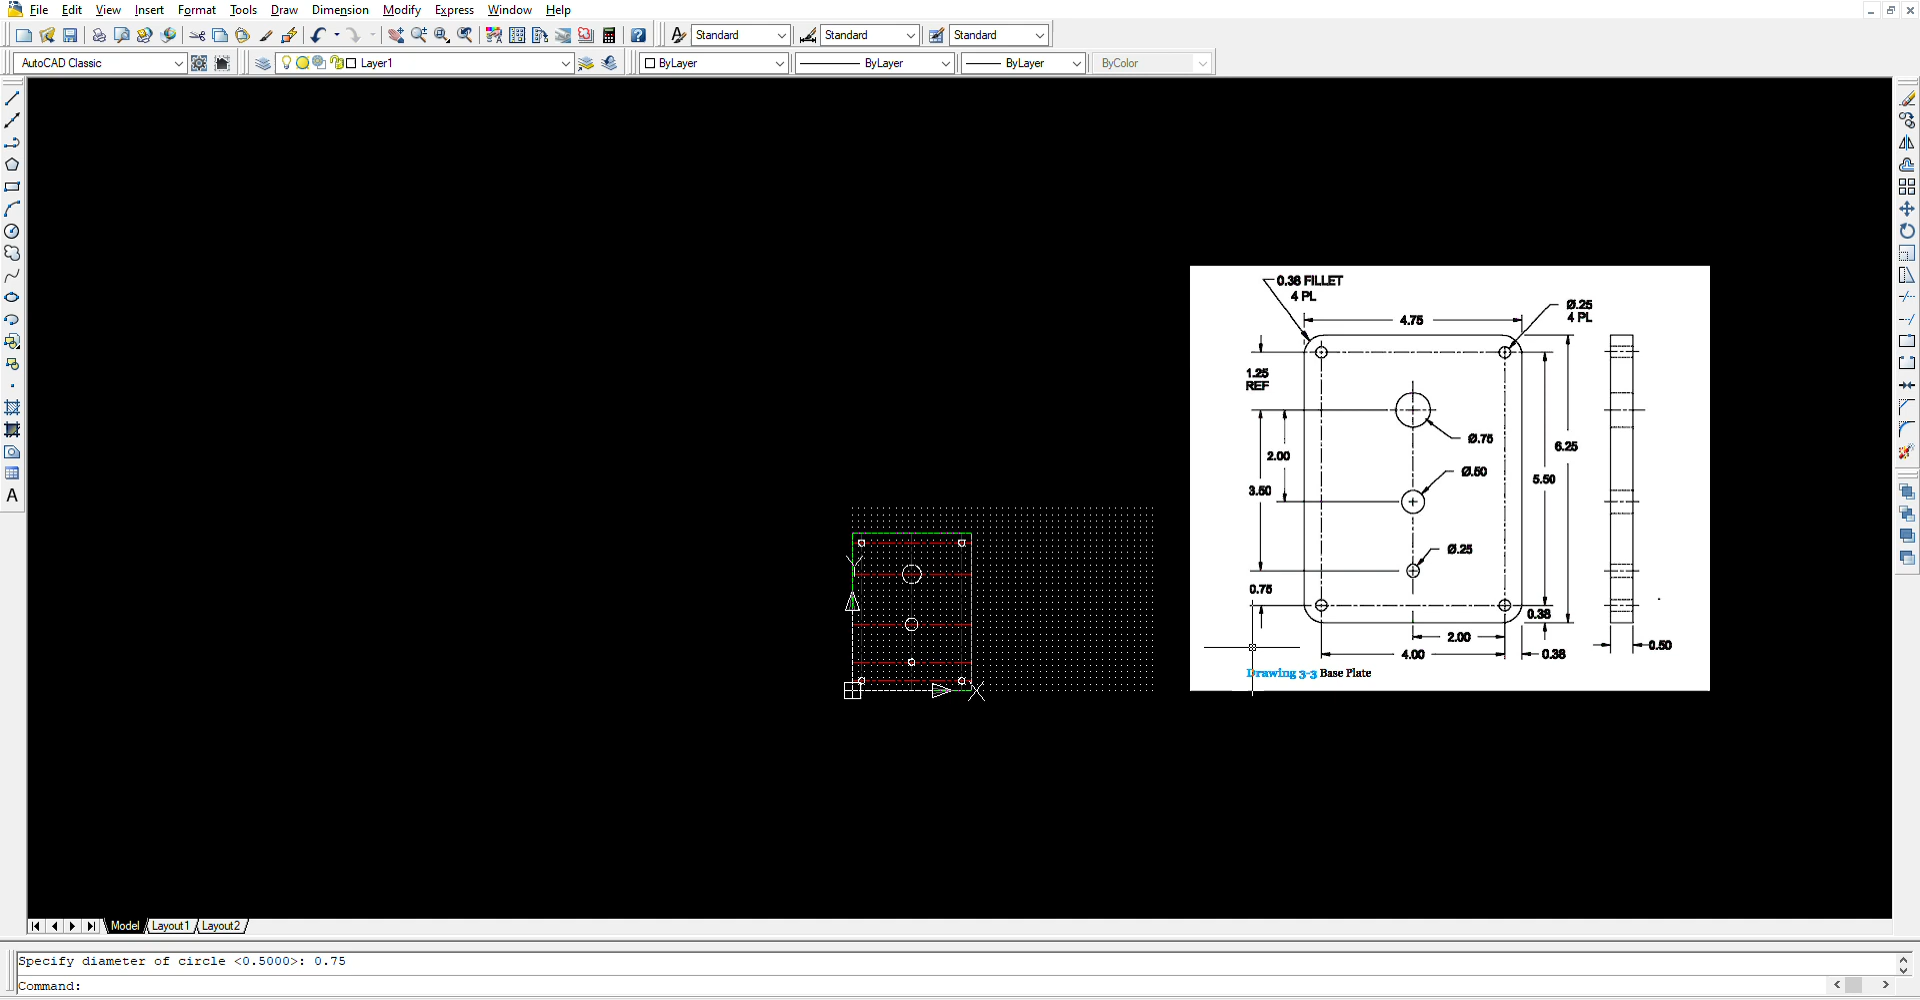 File Edit View Insert Format Tools Draw Dimension Modify Express Window Help
Standard Standard Standard
AutoCAD Classic Layer1 ByLayer ByLayer ByLayer ByColor
A
0.38 FILLET
4 PL
Ø.25
4 PL
4.75
1.25
REF
Ø.75
6.25
2.00
Ø.50
5.50
3.50
Ø.25
0.75
0.38
2.00
0.50
4.00
0.38
Drawing 3-3 Base Plate
Y
X
Model Layout1 Layout2
Specify diameter of circle <0.5000>: 0.75
Command: